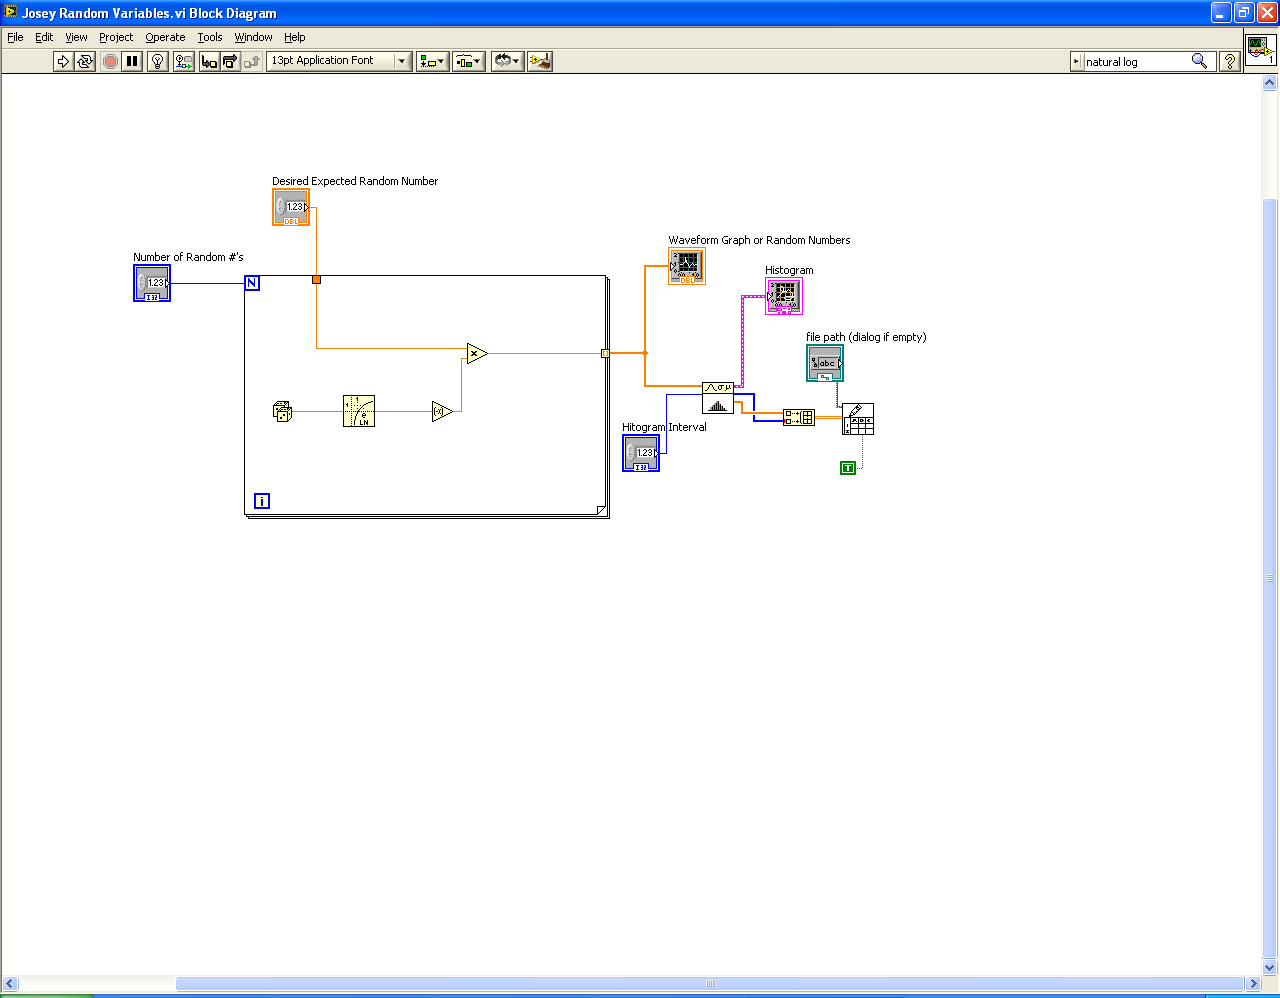 Josey Random Variables.vi Block Diagram
File Edit View Project Operate Tools Window Help
13pt Application Font
natural log
?
1
Desired Expected Random Number
1.23
DBL
Number of Random #'s
1.23
I32
N
Waveform Graph or Random Numbers
DBL
Histogram
file path (dialog if empty)
abc
x
LN
σ μ
Hitogram Interval
1.23
I32
T
i